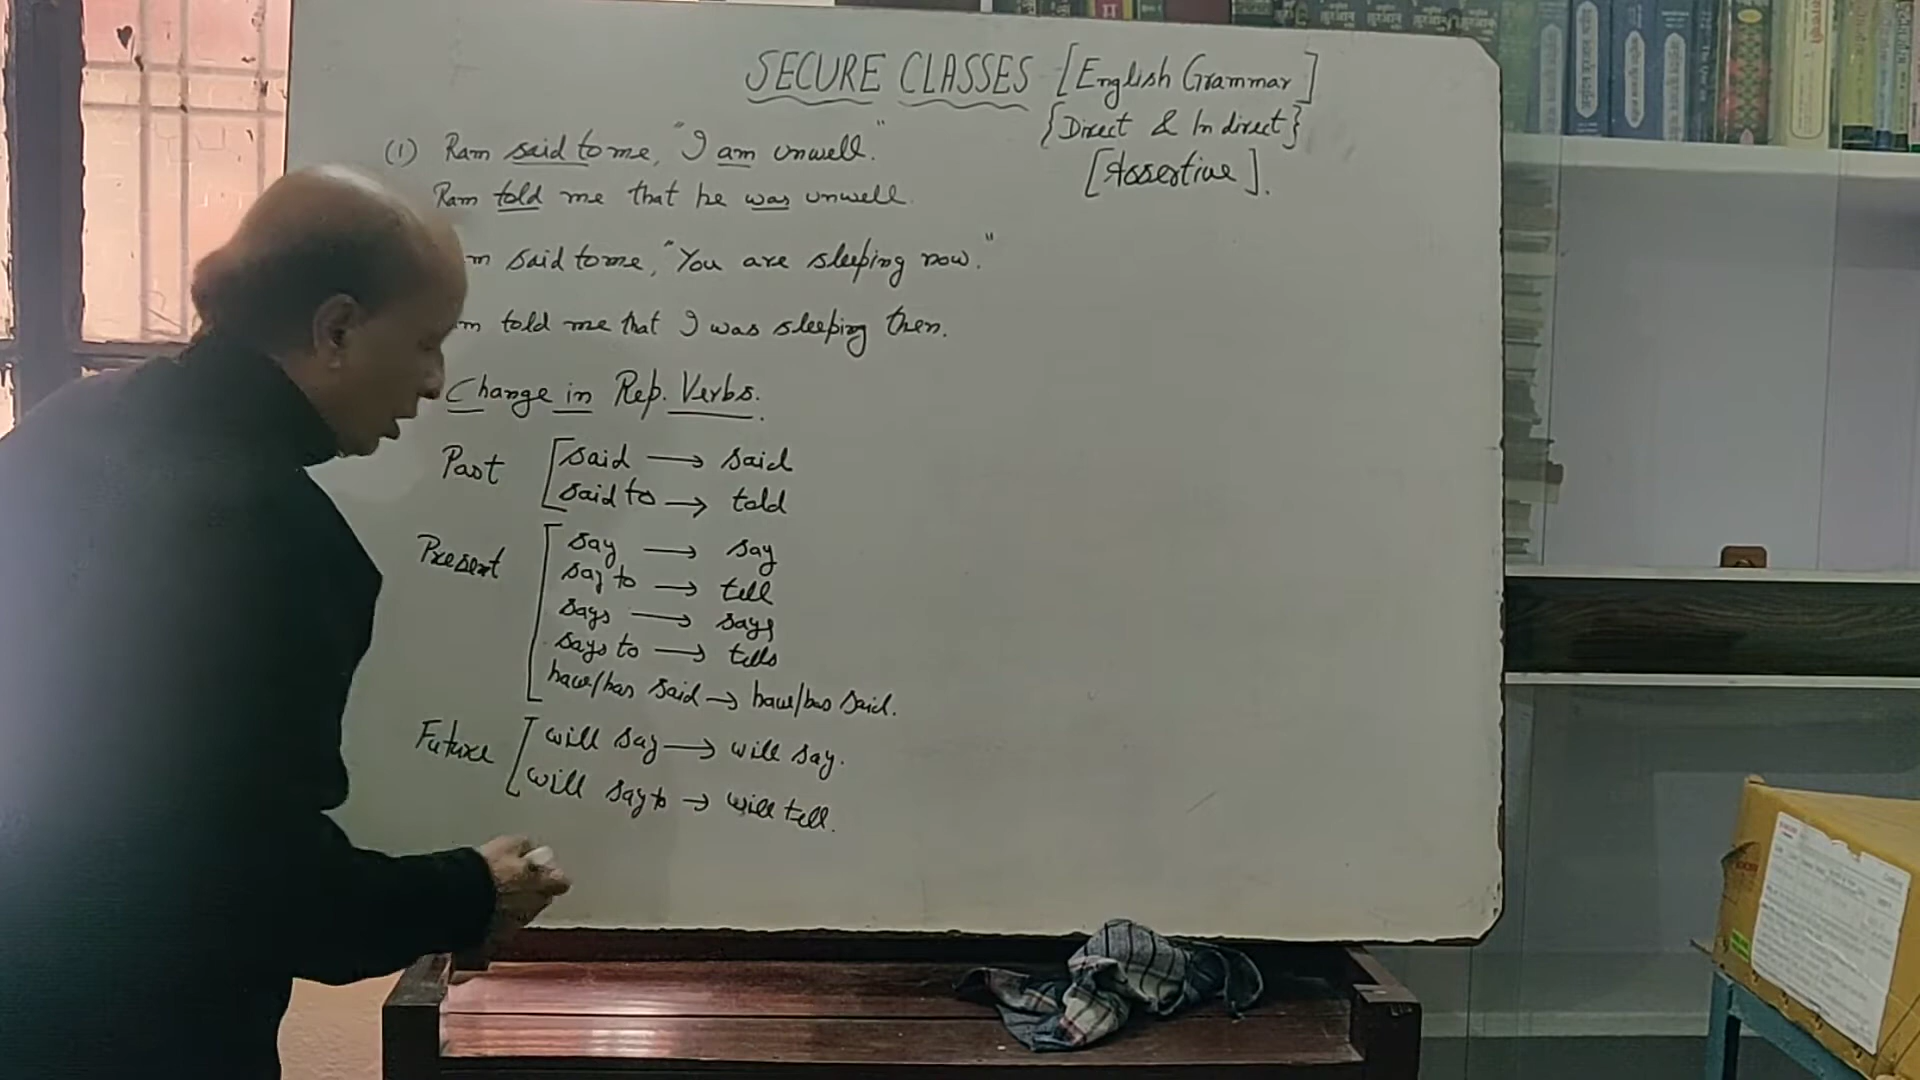 SECURE CLASSES [English Grammar]
{Direct & Indirect}
[Assertive].
(1) Ram said to me, "I am unwell."
Ram told me that he was unwell.
m said to me, "You are sleeping now."
m told me that I was sleeping then.
Change in Rep. Verbs.
Past [said → said
said to → told
Present [say → say
say to → tell
says → says
says to → tells
have/has said → have/has said.
Future [will say → will say.
will say to → will tell.